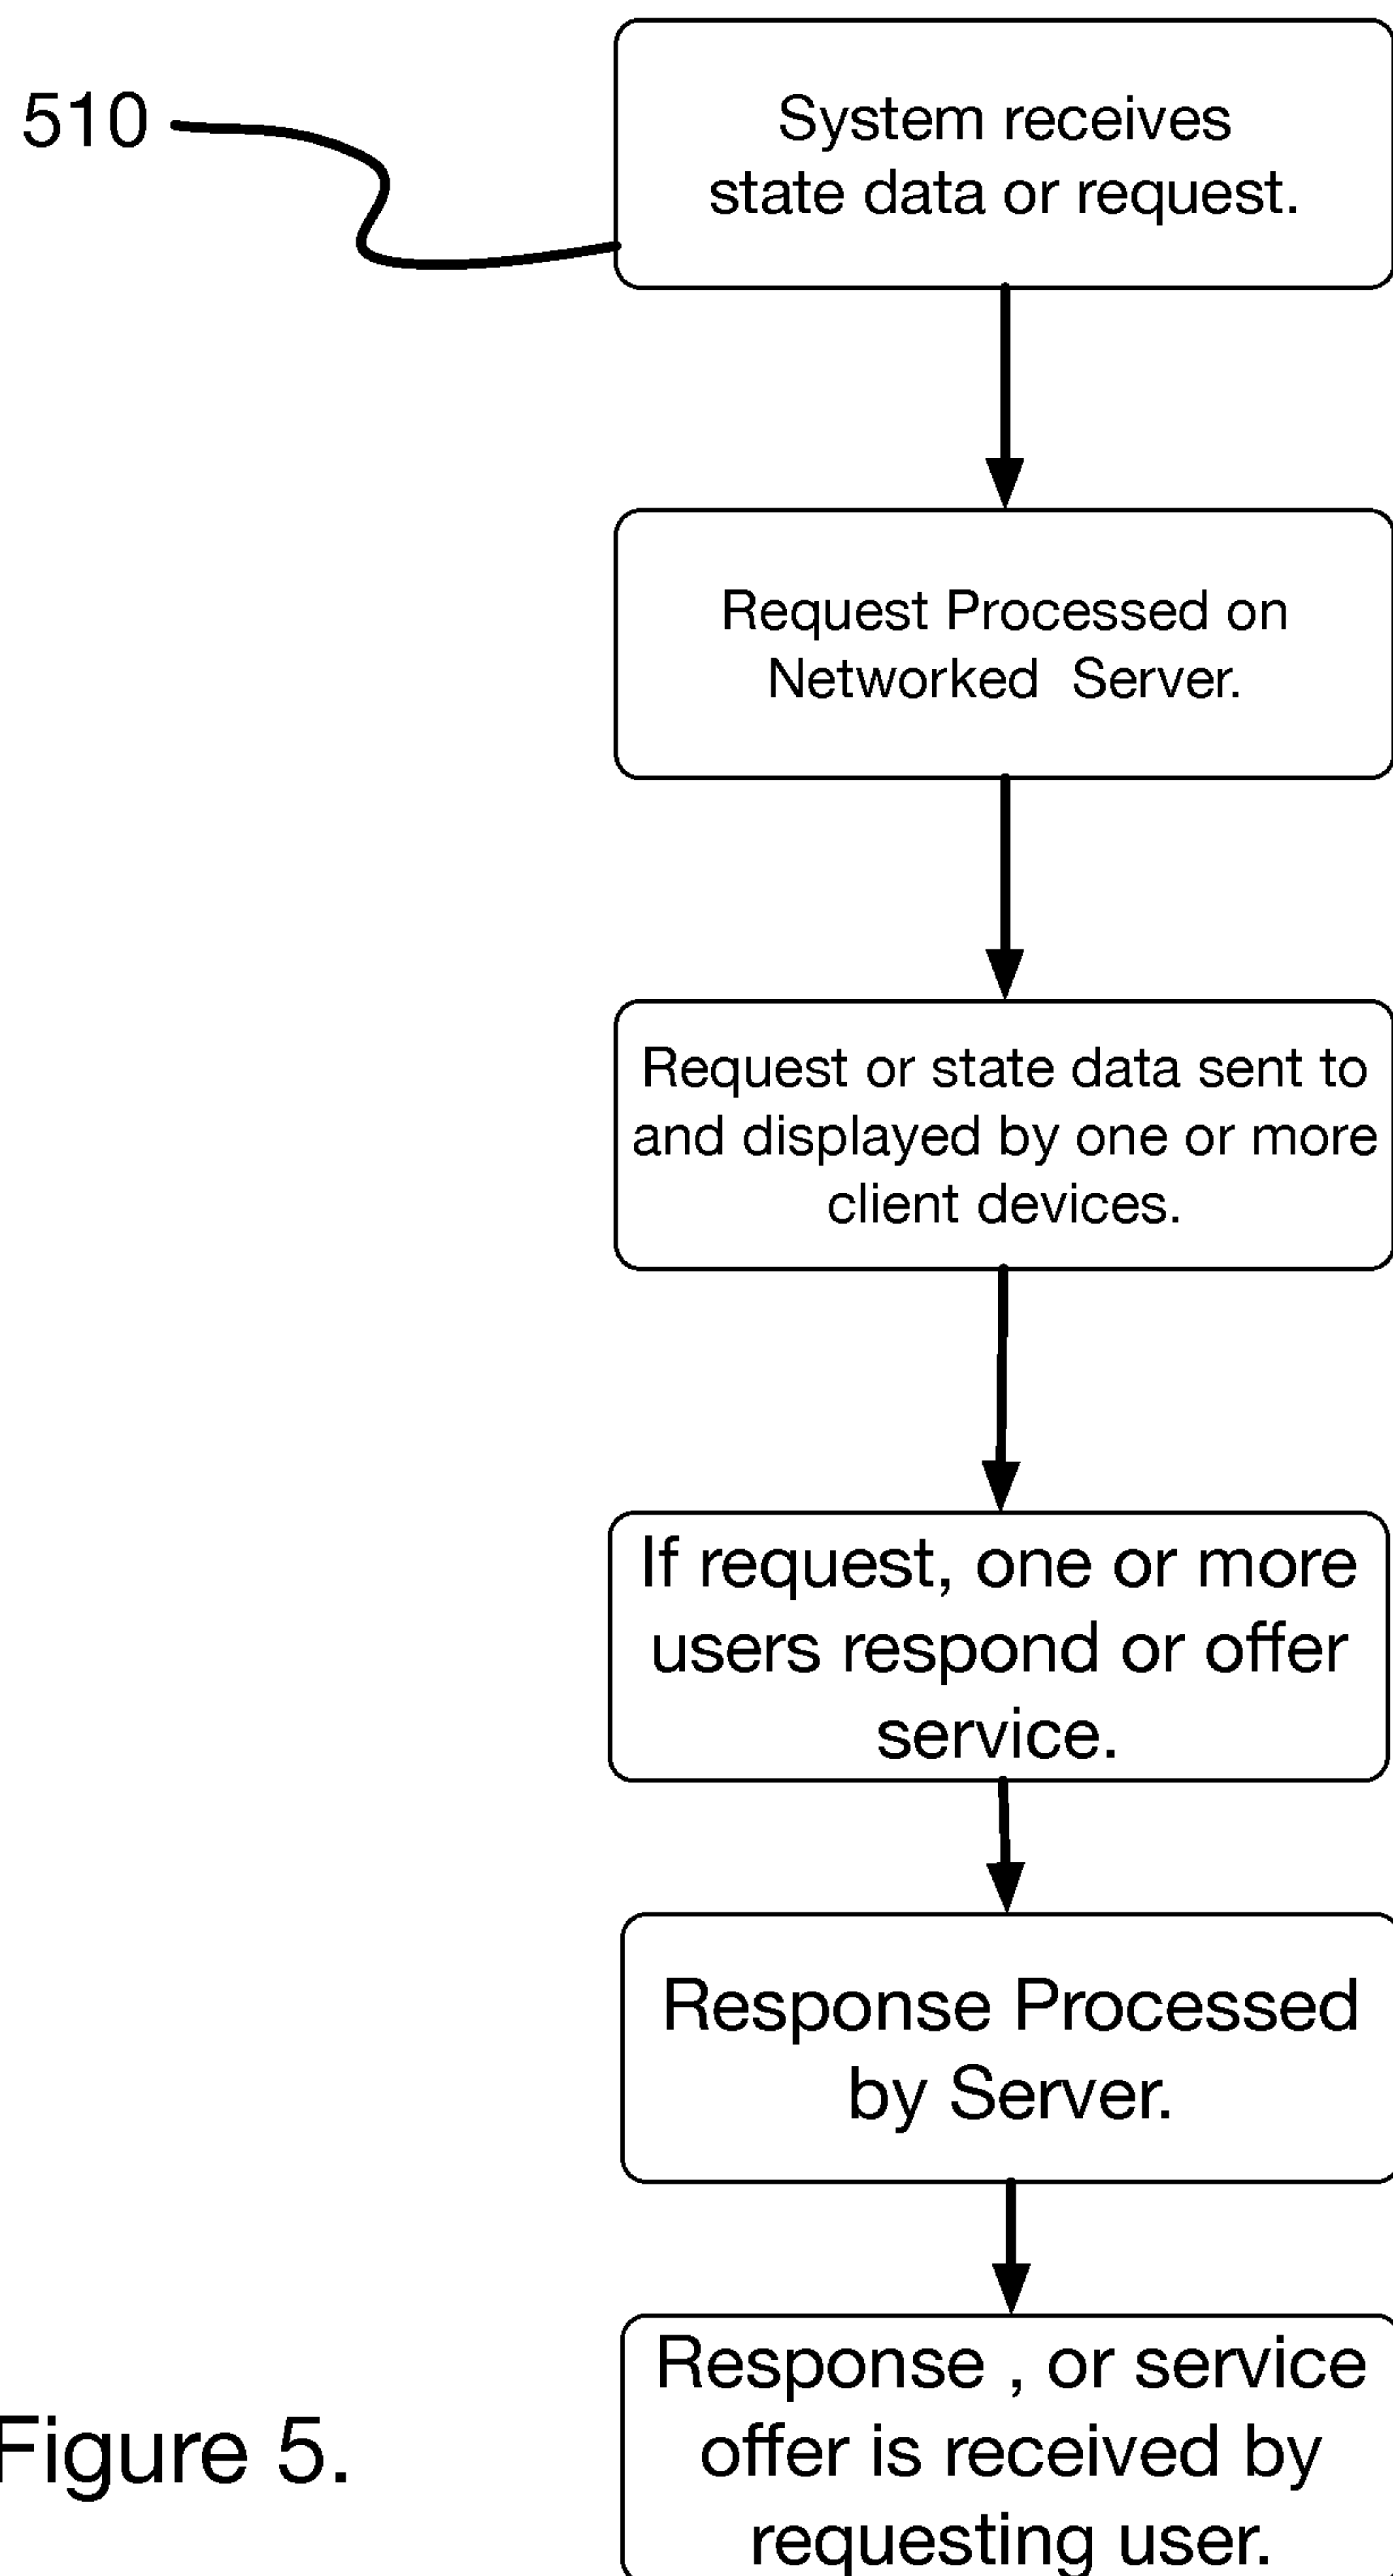 510
System receives
state data or request.
Request Processed on
Networked Server.
Request or state data sent to
and displayed by one or more
client devices.
If request, one or more
users respond or offer
service.
Response Processed
by Server.
Response , or service
offer is received by
requesting user.
Figure 5.